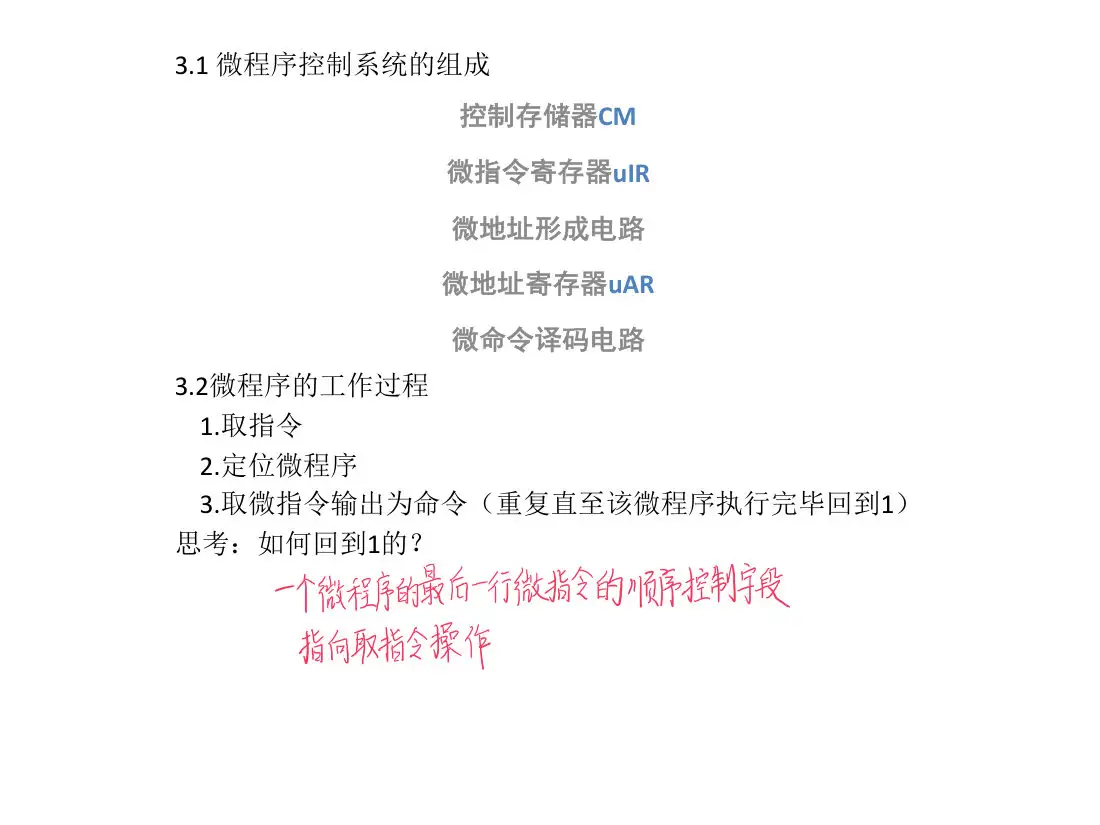 3.1 微程序控制系统的组成
控制存储器CM
微指令寄存器uIR
微地址形成电路
微地址寄存器uAR
微命令译码电路
3.2微程序的工作过程
1.取指令
2.定位微程序
3.取微指令输出为命令（重复直至该微程序执行完毕回到1）
思考：如何回到1的？
一个微程序的最后一行微指令的顺序控制字段
指向取指令操作